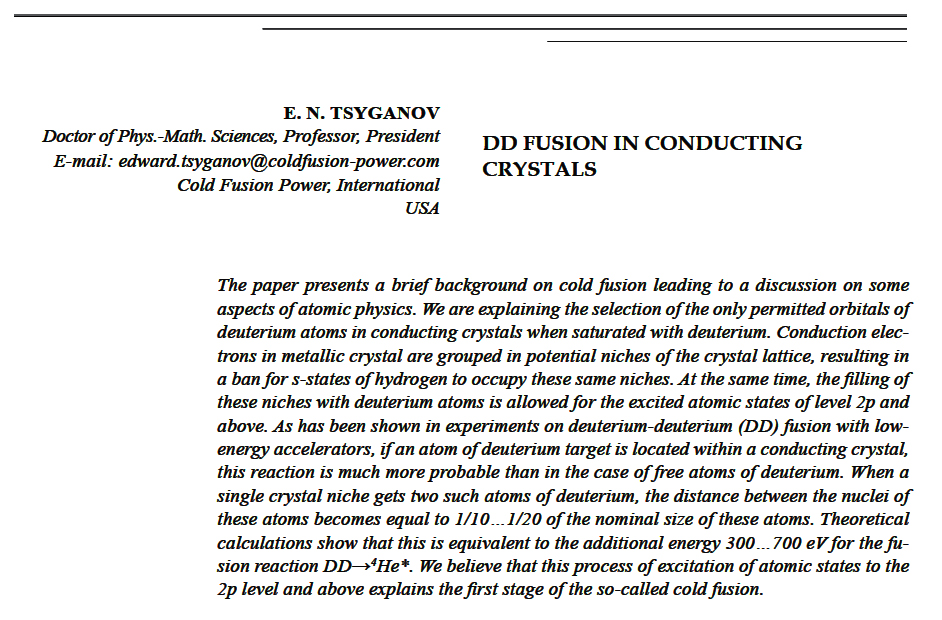 E. N. TSYGANOV
Doctor of Phys.-Math. Sciences, Professor, President
E-mail: edward.tsyganov@coldfusion-power.com
Cold Fusion Power, International
USA
DD FUSION IN CONDUCTING
CRYSTALS
The paper presents a brief background on cold fusion leading to a discussion on some
aspects of atomic physics. We are explaining the selection of the only permitted orbitals of
deuterium atoms in conducting crystals when saturated with deuterium. Conduction elec-
trons in metallic crystal are grouped in potential niches of the crystal lattice, resulting in
a ban for s-states of hydrogen to occupy these same niches. At the same time, the filling of
these niches with deuterium atoms is allowed for the excited atomic states of level 2p and
above. As has been shown in experiments on deuterium-deuterium (DD) fusion with low-
energy accelerators, if an atom of deuterium target is located within a conducting crystal,
this reaction is much more probable than in the case of free atoms of deuterium. When a
single crystal niche gets two such atoms of deuterium, the distance between the nuclei of
these atoms becomes equal to 1/10…1/20 of the nominal size of these atoms. Theoretical
calculations show that this is equivalent to the additional energy 300…700 eV for the fu-
sion reaction DD→⁴He*. We believe that this process of excitation of atomic states to the
2p level and above explains the first stage of the so-called cold fusion.